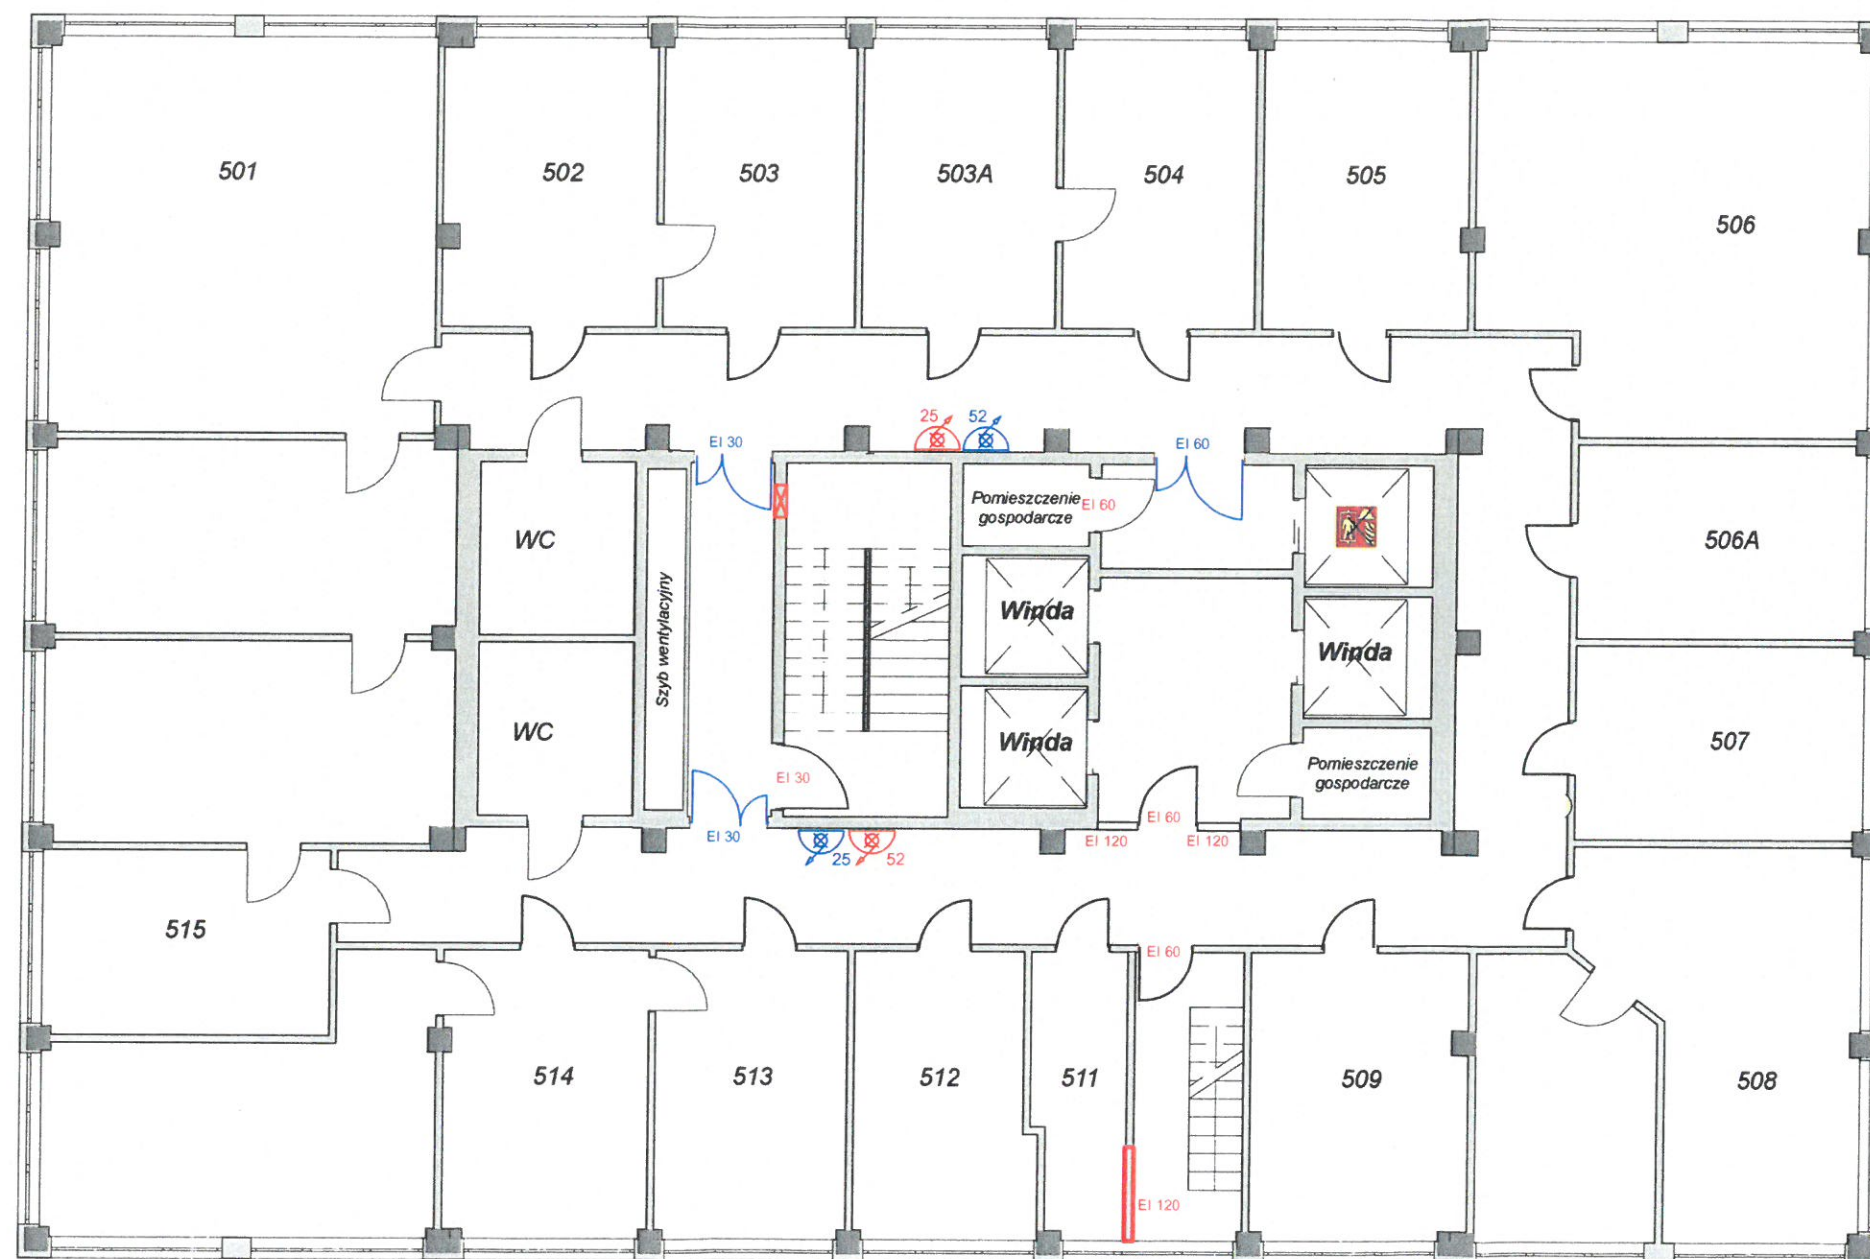 501
502
503
503A
504
505
506
25
52
EI 30
EI 60
Pomieszczenie
gospodarcze
EI 60
WC
Szyb wentylacyjny
Winda
Winda
506A
WC
Winda
507
EI 30
Pomieszczenie
gospodarcze
EI 30
25
52
EI 60
EI 120
EI 120
515
EI 60
514
513
512
511
509
508
EI 120